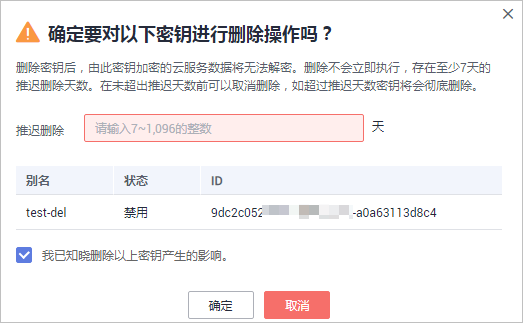 确定要对以下密钥进行删除操作吗？
删除密钥后，由此密钥加密的云服务数据将无法解密。删除不会立即执行，存在至少7天的
推迟删除天数。在未超出推迟天数前可以取消删除，如超过推迟天数密钥将会彻底删除。
推迟删除 请输入7~1,096的整数 天
别名 状态 ID
test-del 禁用 9dc2c052 -a0a63113d8c4
我已知晓删除以上密钥产生的影响。
确定 取消